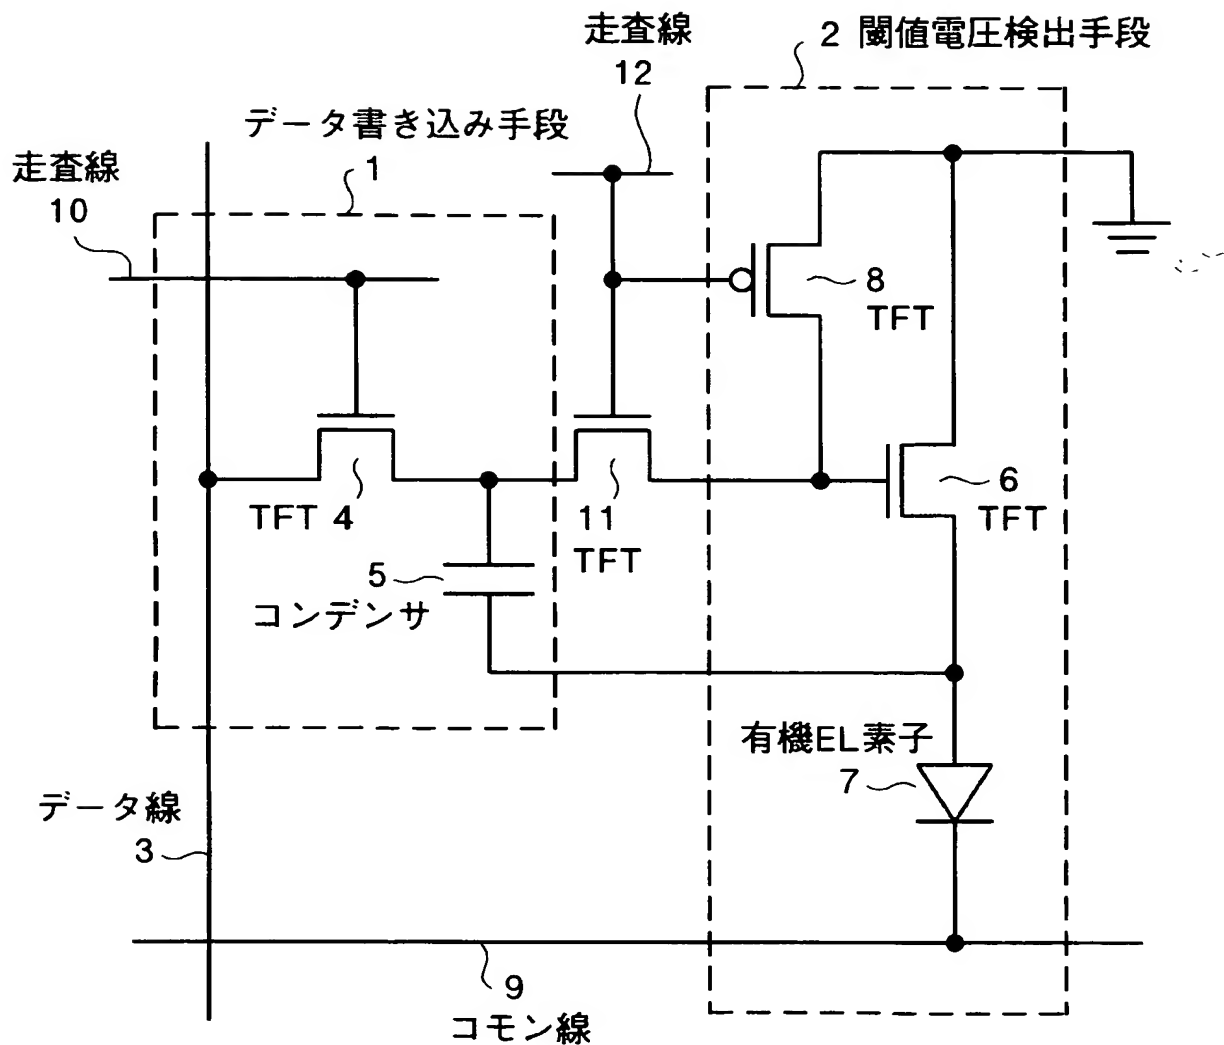 走査線
12
2 閾値電圧検出手段
データ書き込み手段
1
走査線
10
8
TFT
6
TFT
TFT 4
11
TFT
5
コンデンサ
有機EL素子
7
データ線
3
9
コモン線